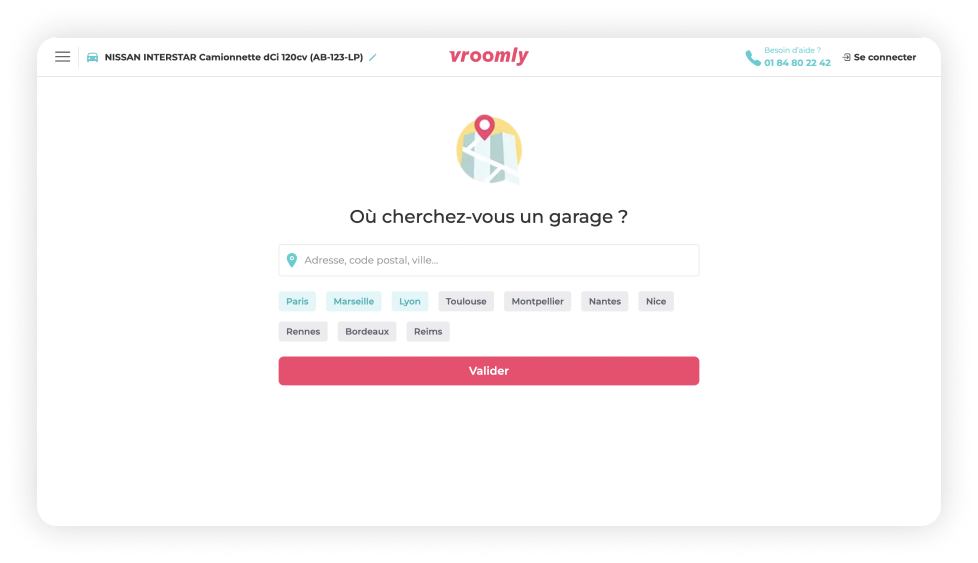 NISSAN INTERSTAR Camionnette dCi 120cv (AB-123-LP)
vroomly
Besoin d'aide ?
01 84 80 22 42
Se connecter
Où cherchez-vous un garage ?
Adresse, code postal, ville...
Paris Marseille Lyon Toulouse Montpellier Nantes Nice
Rennes Bordeaux Reims
Valider